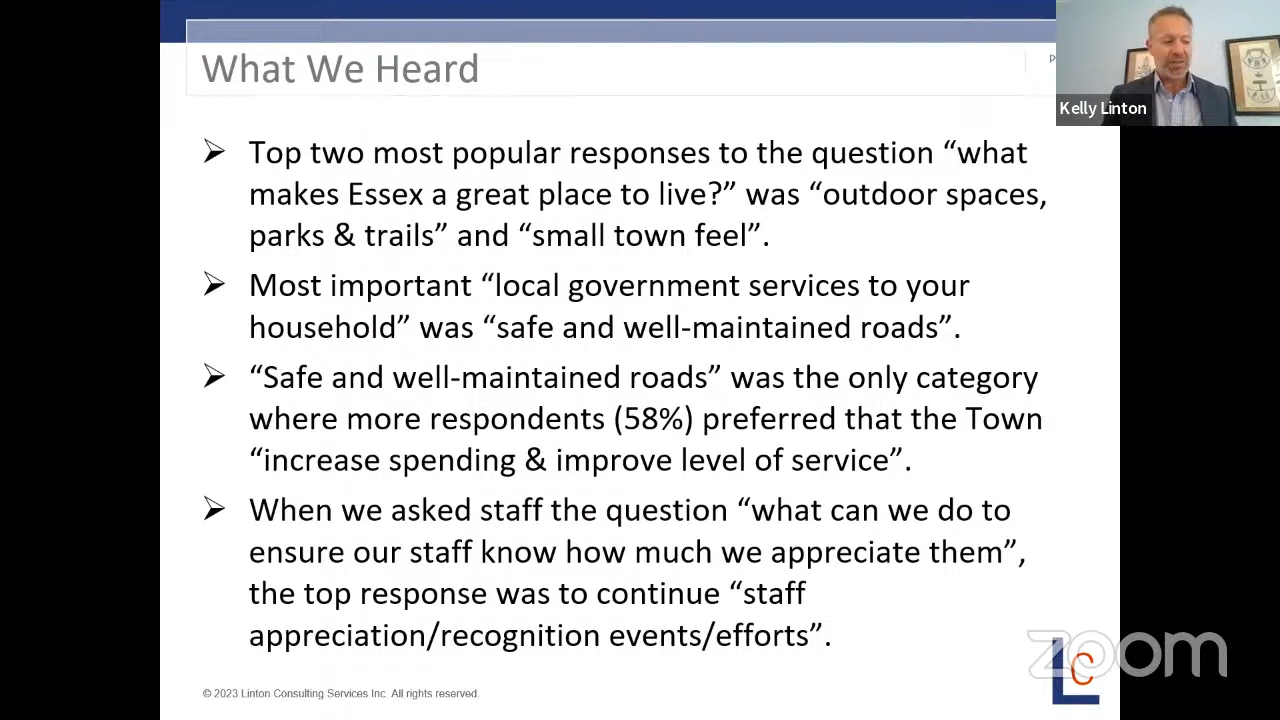 What We Heard
P
Kelly Linton
➢ Top two most popular responses to the question “what
makes Essex a great place to live?” was “outdoor spaces,
parks & trails” and “small town feel”.
➢ Most important “local government services to your
household” was “safe and well-maintained roads”.
➢ “Safe and well-maintained roads” was the only category
where more respondents (58%) preferred that the Town
“increase spending & improve level of service”.
➢ When we asked staff the question “what can we do to
ensure our staff know how much we appreciate them”,
the top response was to continue “staff
appreciation/recognition events/efforts”.
zoom
LC
© 2023 Linton Consulting Services Inc. All rights reserved.